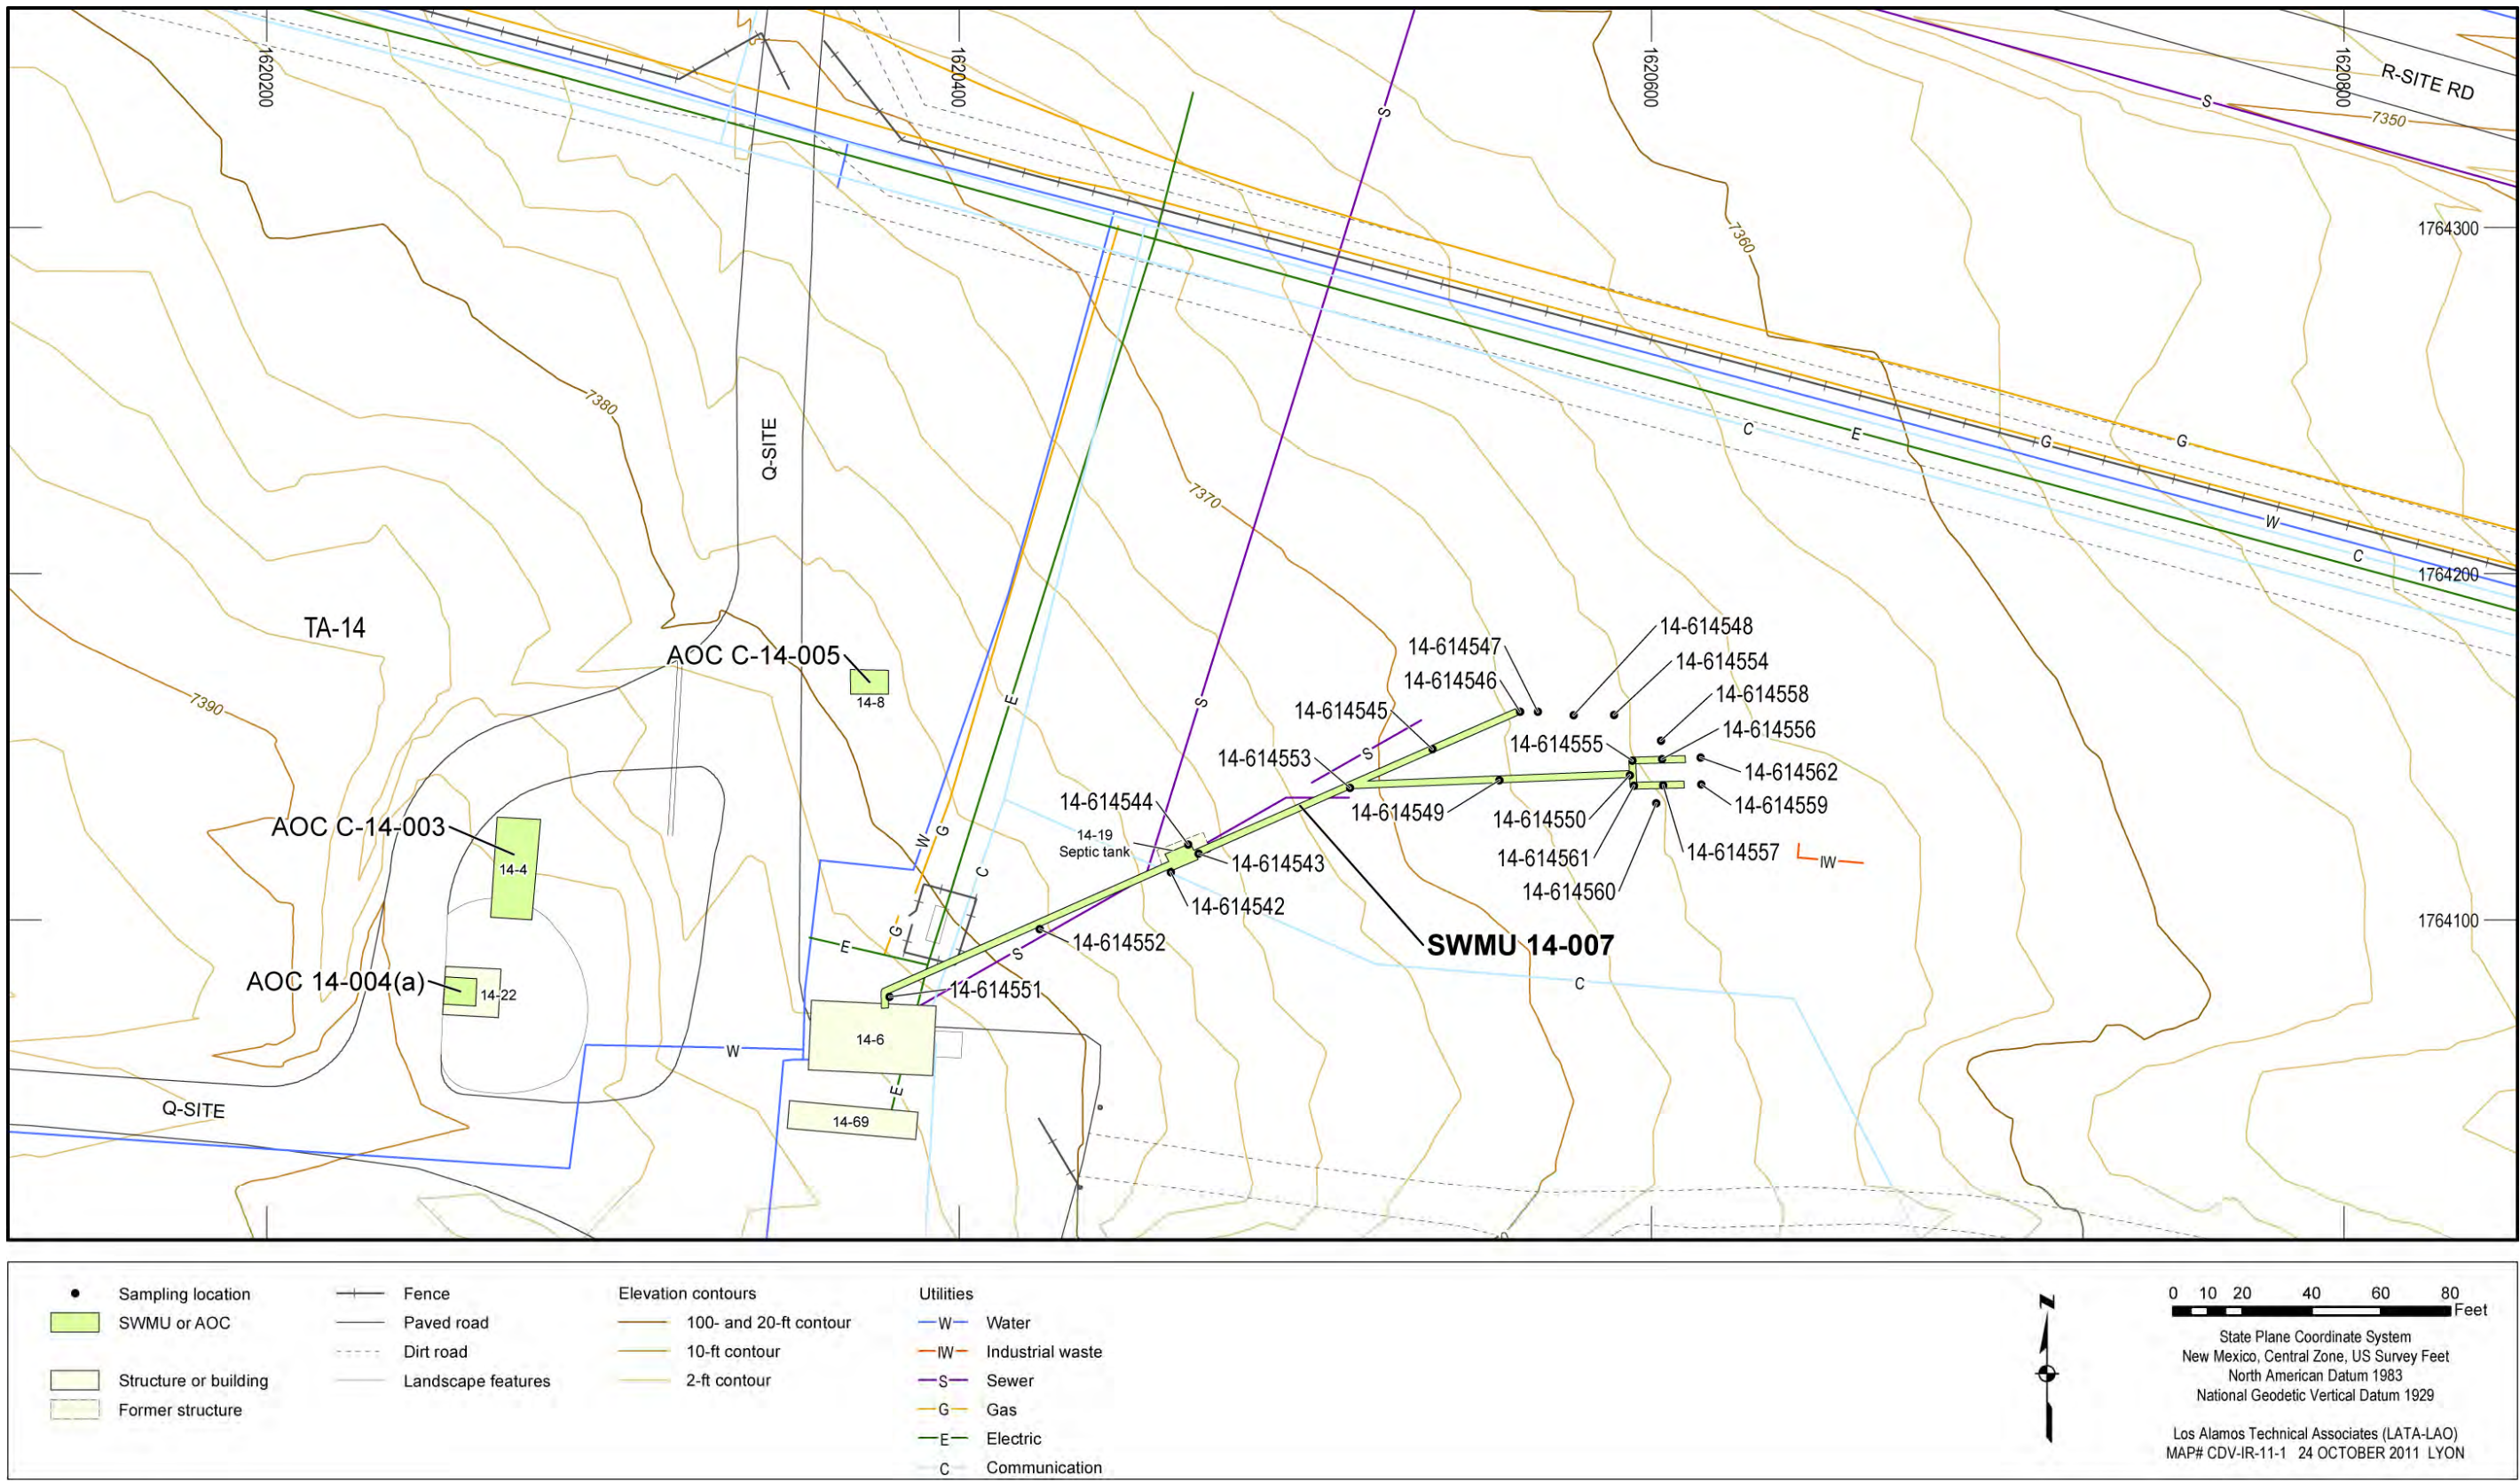 1620200
1620400
1620600
1620800
R-SITE RD
S
S
7350
7360
1764300
7380
Q-SITE
C
E
G
G
7370
W
C
1764200
TA-14
AOC C-14-005
14-8
E
S
7390
14-614548
14-614547
14-614554
14-614546
14-614558
14-614545
14-614556
14-614555
S
14-614553
14-614562
14-614544
14-614559
14-614549
14-614550
AOC C-14-003
14-4
W
G
14-19
Septic tank
14-614543
14-614561
14-614557
IW
C
14-614560
14-614542
1764100
G
E
14-614552
S
SWMU 14-007
AOC 14-004(a)
14-22
14-614551
C
14-6
W
E
Q-SITE
14-69
Sampling location
SWMU or AOC
Structure or building
Former structure
Fence
Paved road
Dirt road
Landscape features
Elevation contours
100- and 20-ft contour
10-ft contour
2-ft contour
Utilities
W Water
IW Industrial waste
S Sewer
G Gas
E Electric
C Communication
N
0 10 20 40 60 80
Feet
State Plane Coordinate System
New Mexico, Central Zone, US Survey Feet
North American Datum 1983
National Geodetic Vertical Datum 1929
Los Alamos Technical Associates (LATA-LAO)
MAP# CDV-IR-11-1 24 OCTOBER 2011 LYON